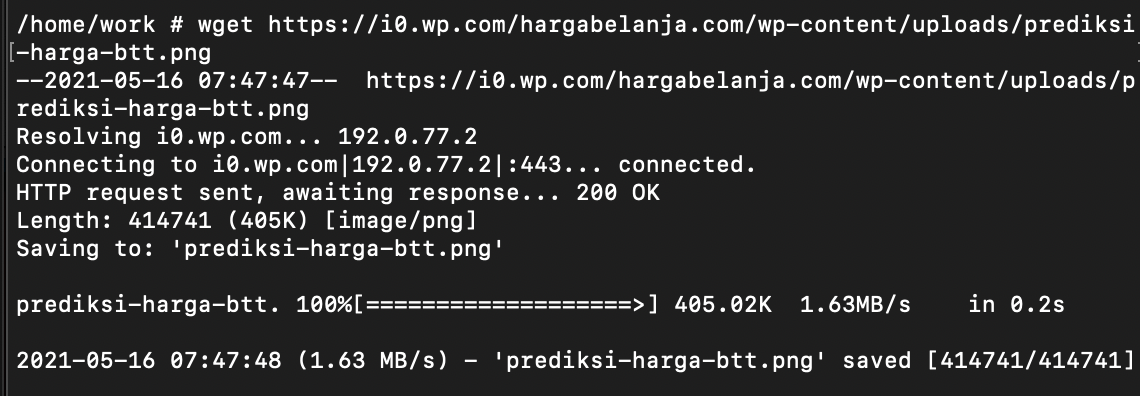 /home/work # wget https://i0.wp.com/hargabelanja.com/wp-content/uploads/prediksi
[-harga-btt.png
--2021-05-16 07:47:47--  https://i0.wp.com/hargabelanja.com/wp-content/uploads/p
rediksi-harga-btt.png
Resolving i0.wp.com... 192.0.77.2
Connecting to i0.wp.com|192.0.77.2|:443... connected.
HTTP request sent, awaiting response... 200 OK
Length: 414741 (405K) [image/png]
Saving to: 'prediksi-harga-btt.png'
prediksi-harga-btt. 100%[===================>] 405.02K  1.63MB/s    in 0.2s
2021-05-16 07:47:48 (1.63 MB/s) - 'prediksi-harga-btt.png' saved [414741/414741]